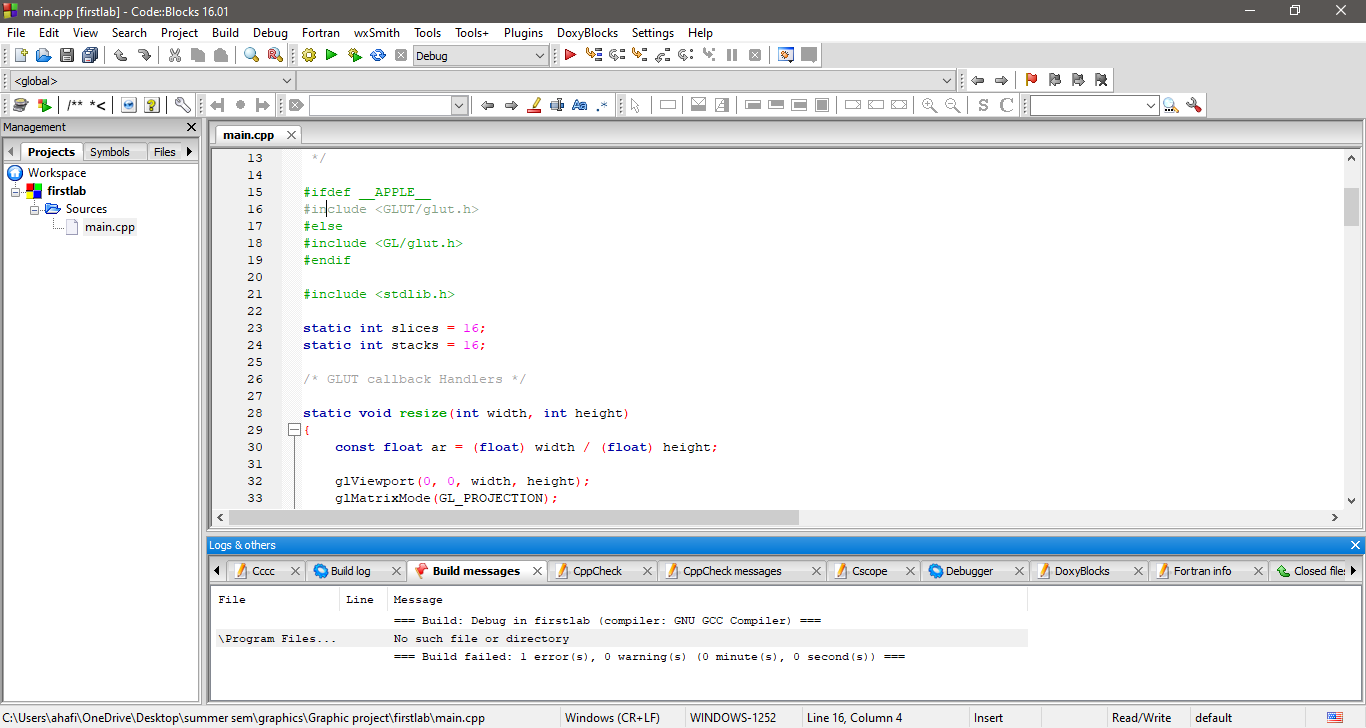 main.cpp [firstlab] - Code::Blocks 16.01
File Edit View Search Project Build Debug Fortran wxSmith Tools Tools+ Plugins DoxyBlocks Settings Help
Debug
<global>
/** *<
Aa .*
S C
Management
main.cpp
Projects Symbols Files
Workspace
firstlab
Sources
main.cpp
13 */
14
15 #ifdef __APPLE__
16 #include <GLUT/glut.h>
17 #else
18 #include <GL/glut.h>
19 #endif
20
21 #include <stdlib.h>
22
23 static int slices = 16;
24 static int stacks = 16;
25
26 /* GLUT callback Handlers */
27
28 static void resize(int width, int height)
29 {
30 const float ar = (float) width / (float) height;
31
32 glViewport(0, 0, width, height);
33 glMatrixMode(GL_PROJECTION);
Logs & others
Cccc Build log Build messages CppCheck CppCheck messages Cscope Debugger DoxyBlocks Fortran info Closed files
File Line Message
=== Build: Debug in firstlab (compiler: GNU GCC Compiler) ===
\Program Files... No such file or directory
=== Build failed: 1 error(s), 0 warning(s) (0 minute(s), 0 second(s)) ===
C:\Users\ahafi\OneDrive\Desktop\summer sem\graphics\Graphic project\firstlab\main.cpp Windows (CR+LF) WINDOWS-1252 Line 16, Column 4 Insert Read/Write default